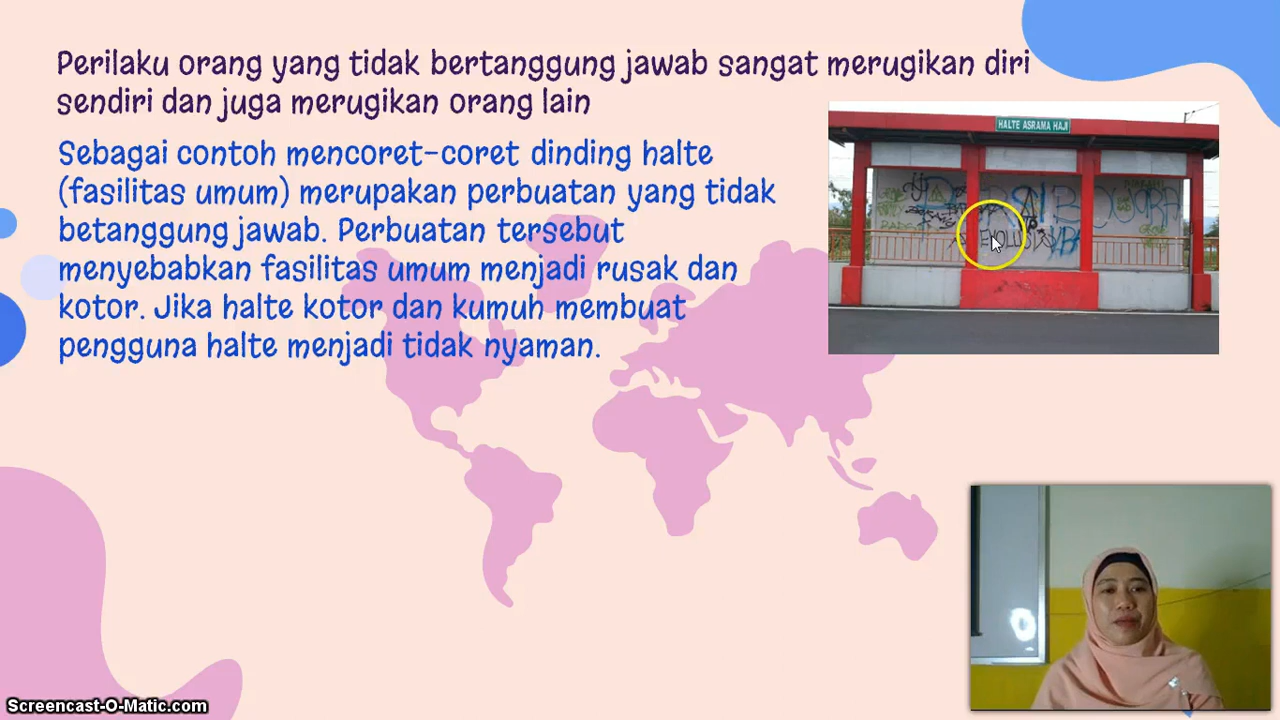 Perilaku orang yang tidak bertanggung jawab sangat merugikan diri
sendiri dan juga merugikan orang lain
Sebagai contoh mencoret-coret dinding halte
(fasilitas umum) merupakan perbuatan yang tidak
betanggung jawab. Perbuatan tersebut
menyebabkan fasilitas umum menjadi rusak dan
kotor. Jika halte kotor dan kumuh membuat
pengguna halte menjadi tidak nyaman.
HALTE ASRAMA HAJI
Screencast-O-Matic.com